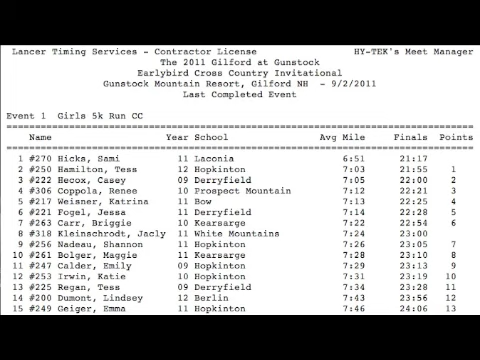 Lancer Timing Services - Contractor License HY-TEK's Meet Manager
The 2011 Gilford at Gunstock
Earlybird Cross Country Invitational
Gunstock Mountain Resort, Gilford NH - 9/2/2011
Last Completed Event
Event 1 Girls 5k Run CC
Name Year School Avg Mile Finals Points
1 #270 Hicks, Sami 11 Laconia 6:51 21:17
2 #250 Hamilton, Tess 12 Hopkinton 7:03 21:55 1
3 #222 Hecox, Casey 09 Derryfield 7:05 22:00 2
4 #306 Coppola, Renee 10 Prospect Mountain 7:12 22:21 3
5 #217 Weisner, Katrina 11 Bow 7:13 22:25 4
6 #221 Fogel, Jessa 11 Derryfield 7:14 22:28 5
7 #263 Carr, Briggie 10 Kearsarge 7:22 22:54 6
8 #318 Kleinschrodt, Jacly 11 White Mountains 7:24 23:00
9 #256 Nadeau, Shannon 11 Hopkinton 7:26 23:05 7
10 #261 Bolger, Maggie 11 Kearsarge 7:28 23:10 8
11 #247 Calder, Emily 09 Hopkinton 7:29 23:13 9
12 #253 Irwin, Katie 10 Hopkinton 7:31 23:19 10
13 #225 Regan, Tess 09 Derryfield 7:34 23:28 11
14 #200 Dumont, Lindsey 12 Berlin 7:43 23:56 12
15 #249 Geiger, Emma 11 Hopkinton 7:46 24:06 13